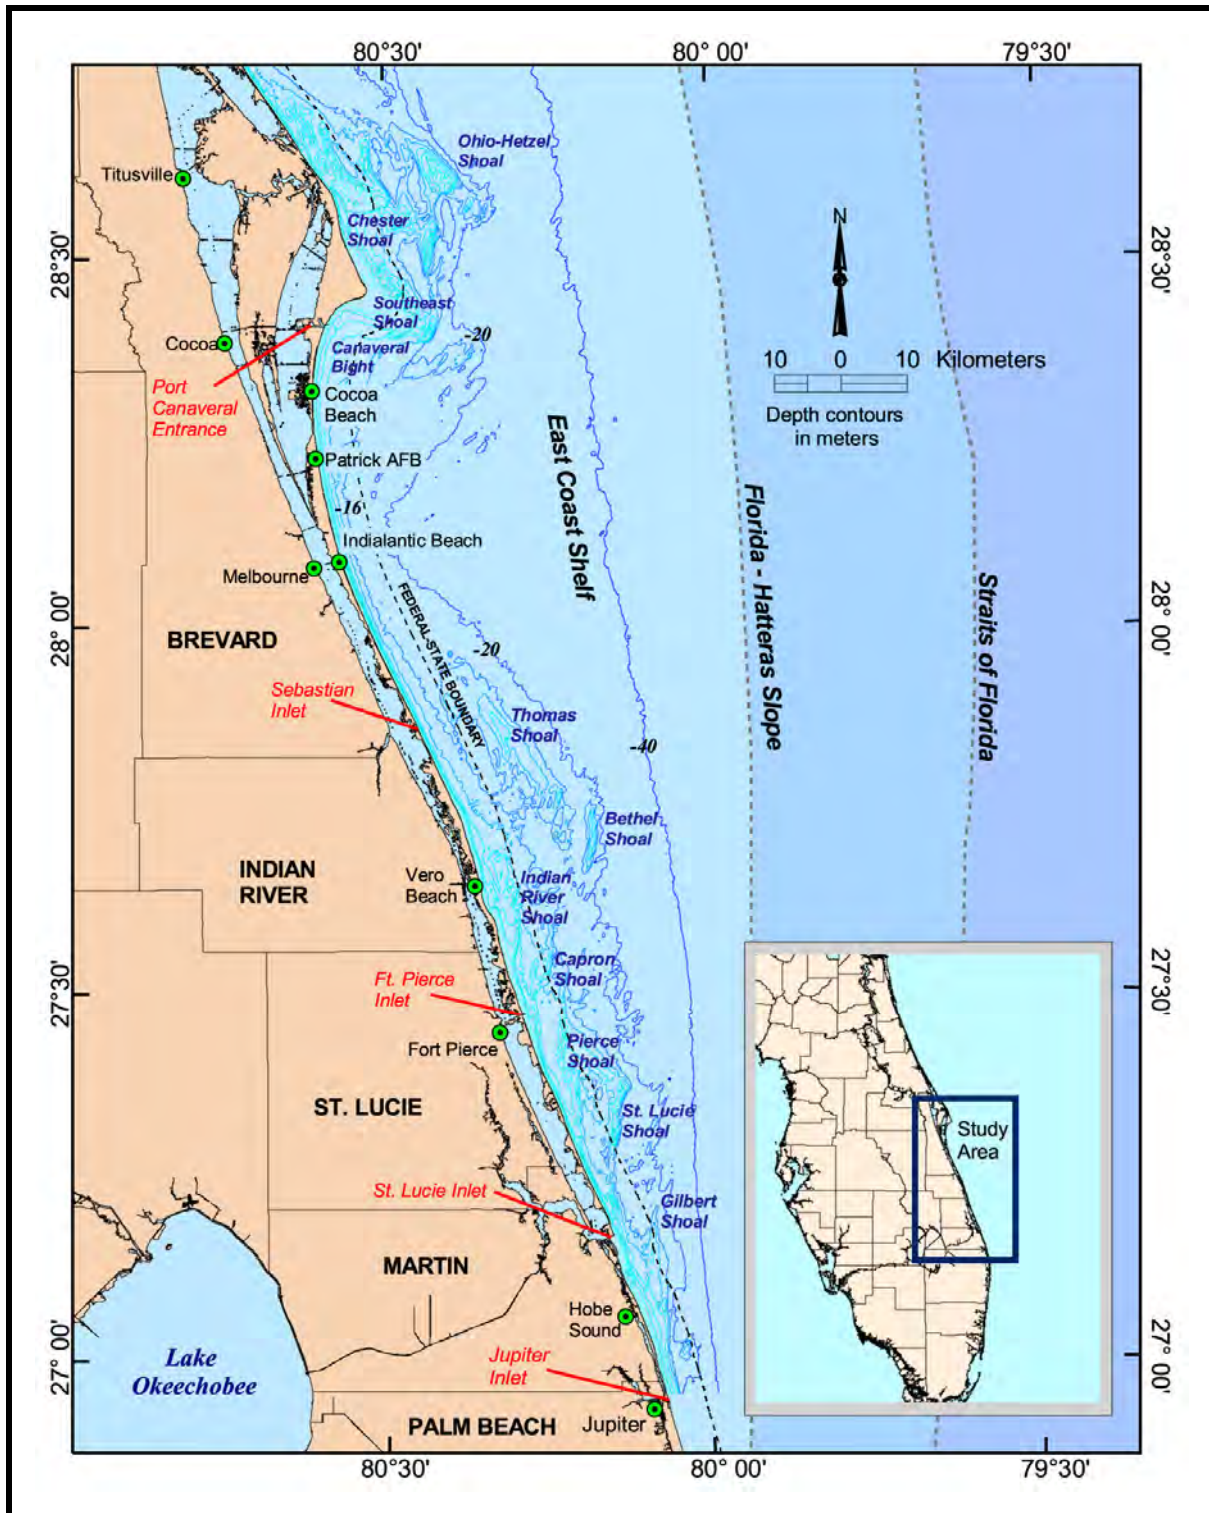 80°30'
80° 00'
79°30'
Ohio-Hetzel
Shoal
Titusville
Chester
Shoal
N
28°30'
28°30'
Southeast
Shoal
-20
Cocoa
Canaveral
Bight
10 0 10 Kilometers
Port
Canaveral
Entrance
Cocoa
Beach
Depth contours
in meters
East Coast Shelf
Patrick AFB
Florida - Hatteras Slope
-16
Indialantic Beach
Melbourne
Straits of Florida
FEDERAL-STATE BOUNDARY
28° 00'
28° 00'
BREVARD
-20
Sebastian
Inlet
Thomas
Shoal
-40
Bethel
Shoal
INDIAN
RIVER
Vero
Beach
Indian
River
Shoal
Capron
Shoal
Ft. Pierce
Inlet
27°30'
27°30'
Fort Pierce
Pierce
Shoal
ST. LUCIE
St. Lucie
Shoal
Study
Area
St. Lucie Inlet
Gilbert
Shoal
MARTIN
Hobe
Sound
Lake
Okeechobee
Jupiter
Inlet
27° 00'
27° 00'
PALM BEACH
Jupiter
80°30'
80° 00'
79°30'